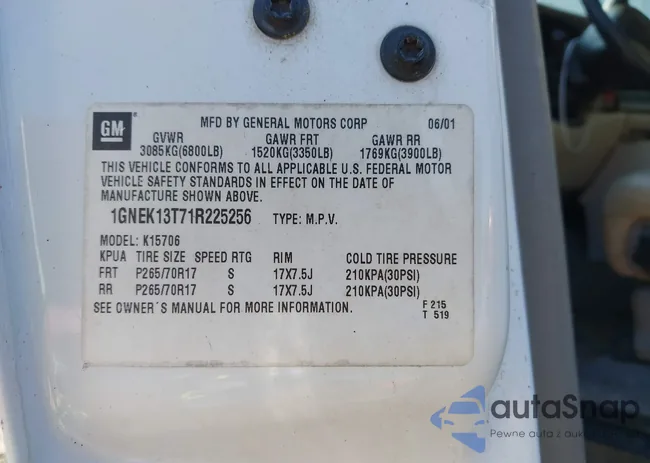 GM
MFD BY GENERAL MOTORS CORP 06/01
GVWR GAWR FRT GAWR RR
3085KG(6800LB) 1520KG(3350LB) 1769KG(3900LB)
THIS VEHICLE CONFORMS TO ALL APPLICABLE U.S. FEDERAL MOTOR
VEHICLE SAFETY STANDARDS IN EFFECT ON THE DATE OF
MANUFACTURE SHOWN ABOVE.
1GNEK13T71R225256 TYPE: M.P.V.
MODEL: K15706
KPUA TIRE SIZE SPEED RTG RIM COLD TIRE PRESSURE
FRT P265/70R17 S 17X7.5J 210KPA(30PSI)
RR P265/70R17 S 17X7.5J 210KPA(30PSI)
SEE OWNER'S MANUAL FOR MORE INFORMATION.
F 215
T 519
autaSnap
Pewne auto z auk